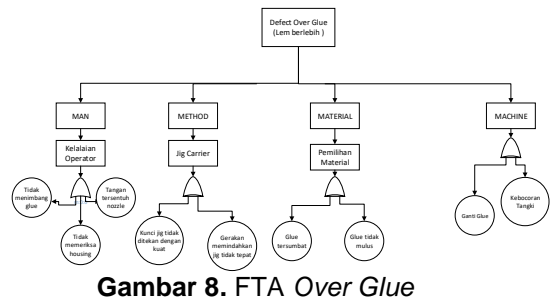 Defect Over Glue
(Lem berlebih )
MAN
METHOD
MATERIAL
MACHINE
Kelalaian
Operator
Jig Carrier
Pemilihan
Material
Tidak
menimbang
glue
Tangan
tersentuh
nozzle
Tidak
memeriksa
housing
Kunci jig tidak
ditekan dengan
kuat
Gerakan
memindahkan
jig tidak tepat
Glue
tersumbat
Glue tidak
mulus
Ganti Glue
Kebocoran
Tangki
Gambar 8. FTA Over Glue